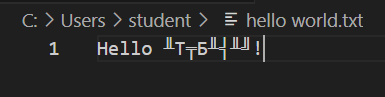 C: > Users > student > hello world.txt
1 Hello ╨Т╤Б╨╡╨╝!